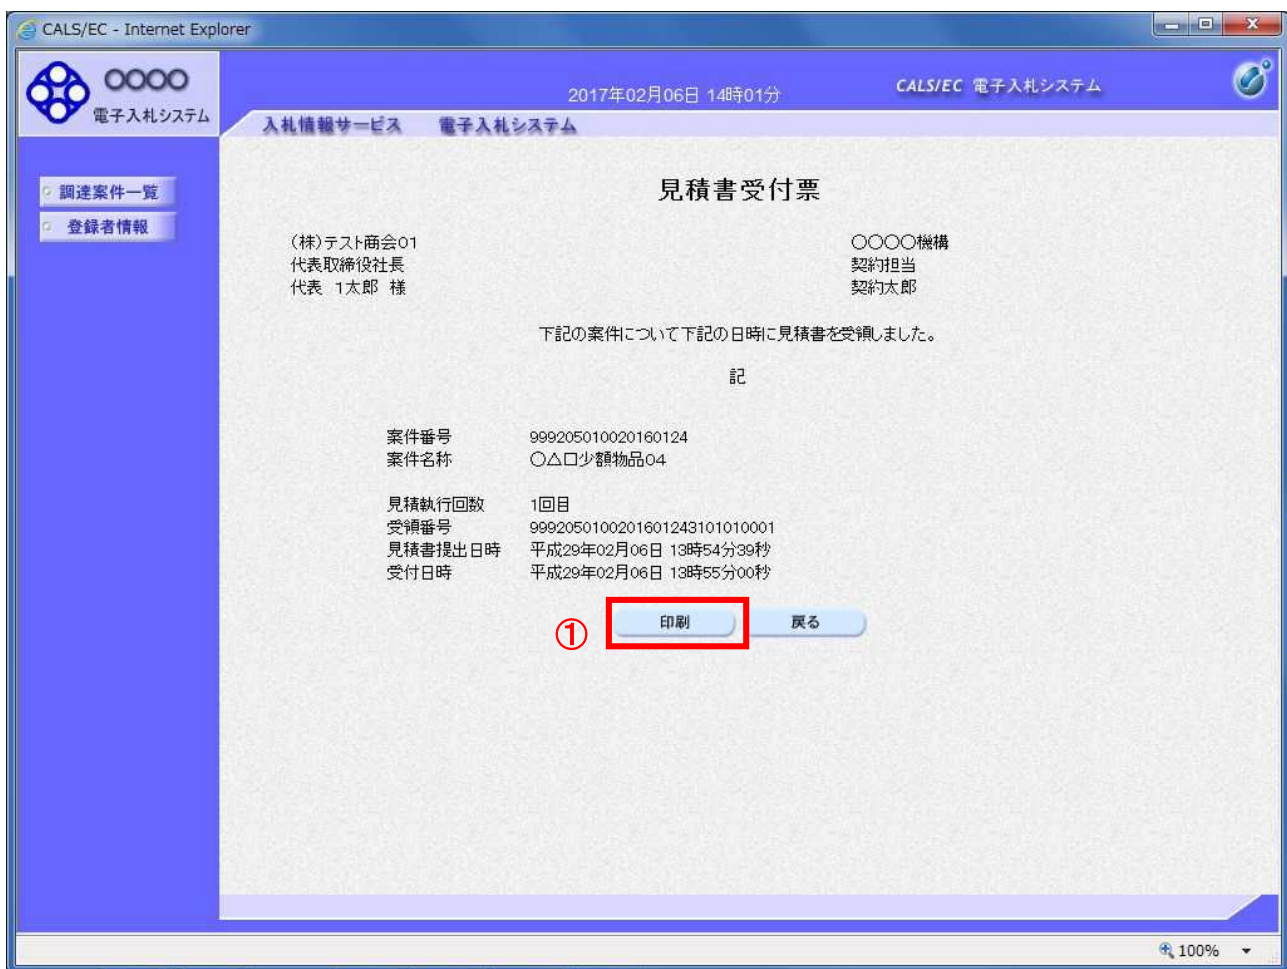 CALS/EC - Internet Explorer
〇〇〇〇
電子入札システム
2017年02月06日 14時01分
CALS/EC 電子入札システム
入札情報サービス 電子入札システム
調達案件一覧
登録者情報
見積書受付票
(株)テスト商会01
代表取締役社長
代表 1太郎 様
〇〇〇〇機構
契約担当
契約太郎
下記の案件について下記の日時に見積書を受領しました。
記
案件番号 999205010020160124
案件名称 〇△口少額物品04
見積執行回数 1回目
受領番号 9992050100201601243101010001
見積書提出日時 平成29年02月06日 13時54分39秒
受付日時 平成29年02月06日 13時55分00秒
① 印刷 戻る
100%